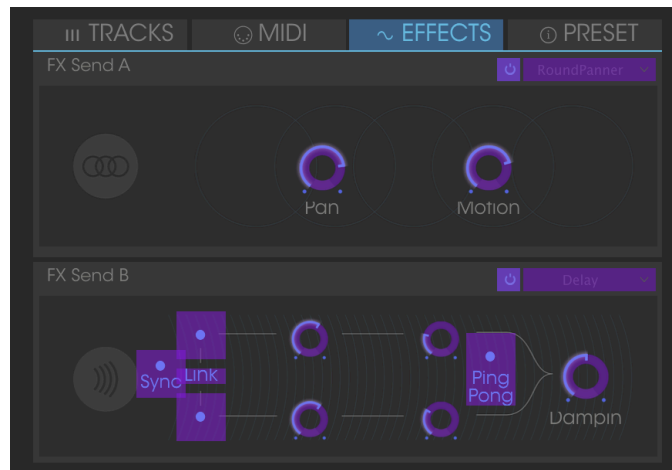 TRACKS MIDI EFFECTS PRESET
FX Send A RoundPanner
Pan Motion
FX Send B Delay
Sync Link Ping
Pong
Dampin